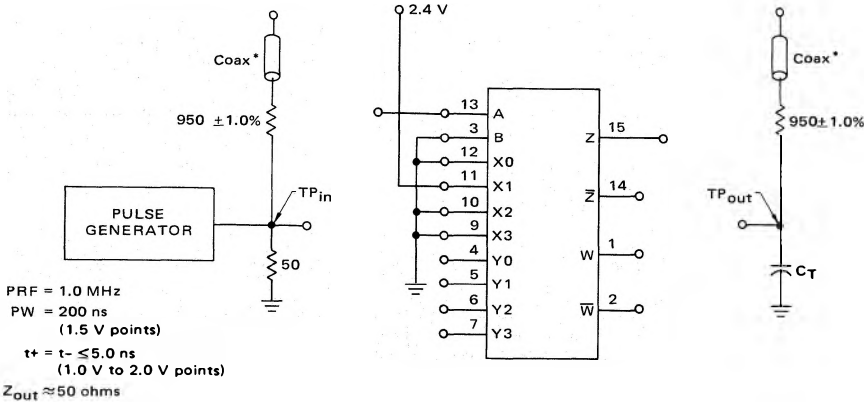 Coax*
950 ±1.0%
TPin
PULSE
GENERATOR
50
PRF = 1.0 MHz
PW = 200 ns
(1.5 V points)
t+ = t- ≤5.0 ns
(1.0 V to 2.0 V points)
Zout ≈50 ohms
2.4 V
13 A
3 B
12 X0
11 X1
10 X2
9 X3
4 Y0
5 Y1
6 Y2
7 Y3
Z 15
Z̅ 14
W 1
W̅ 2
Coax*
950±1.0%
TPout
CT